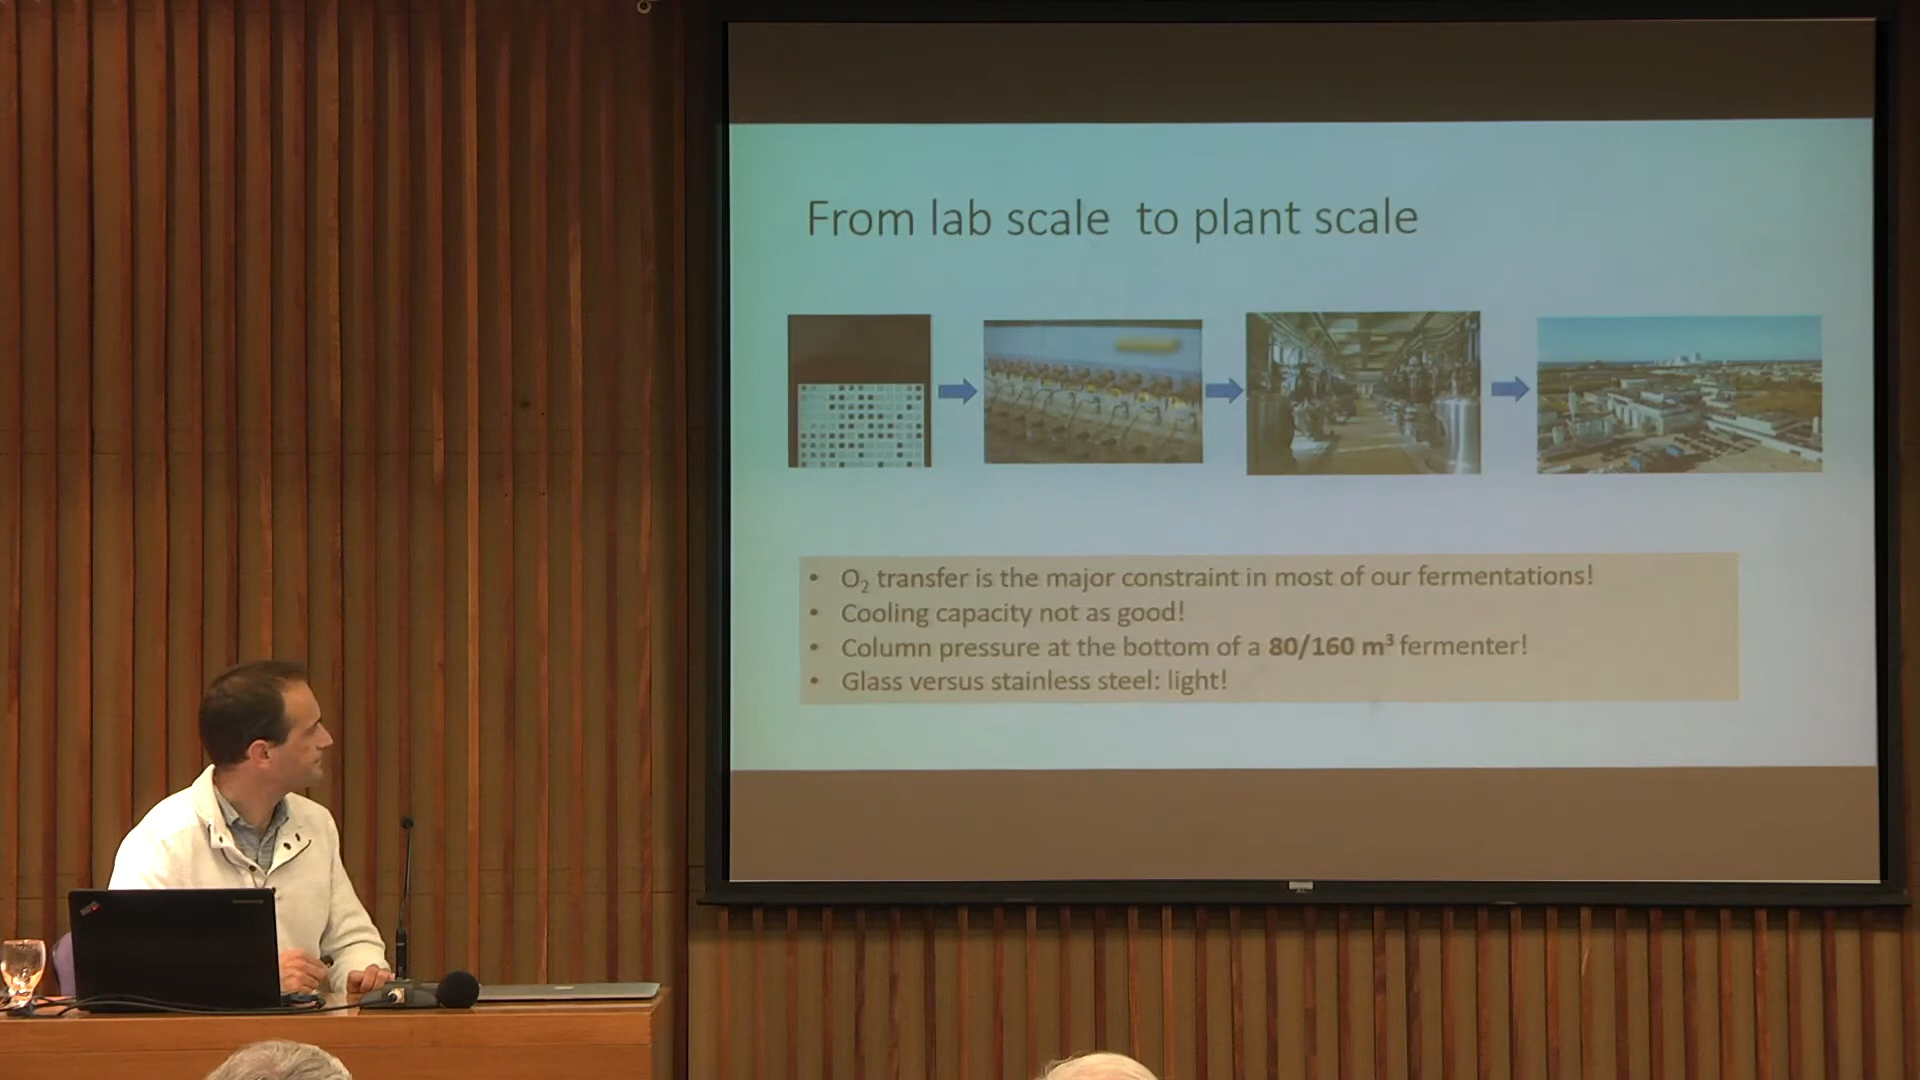 From lab scale to plant scale
• O₂ transfer is the major constraint in most of our fermentations!
• Cooling capacity not as good!
• Column pressure at the bottom of a 80/160 m³ fermenter!
• Glass versus stainless steel: light!